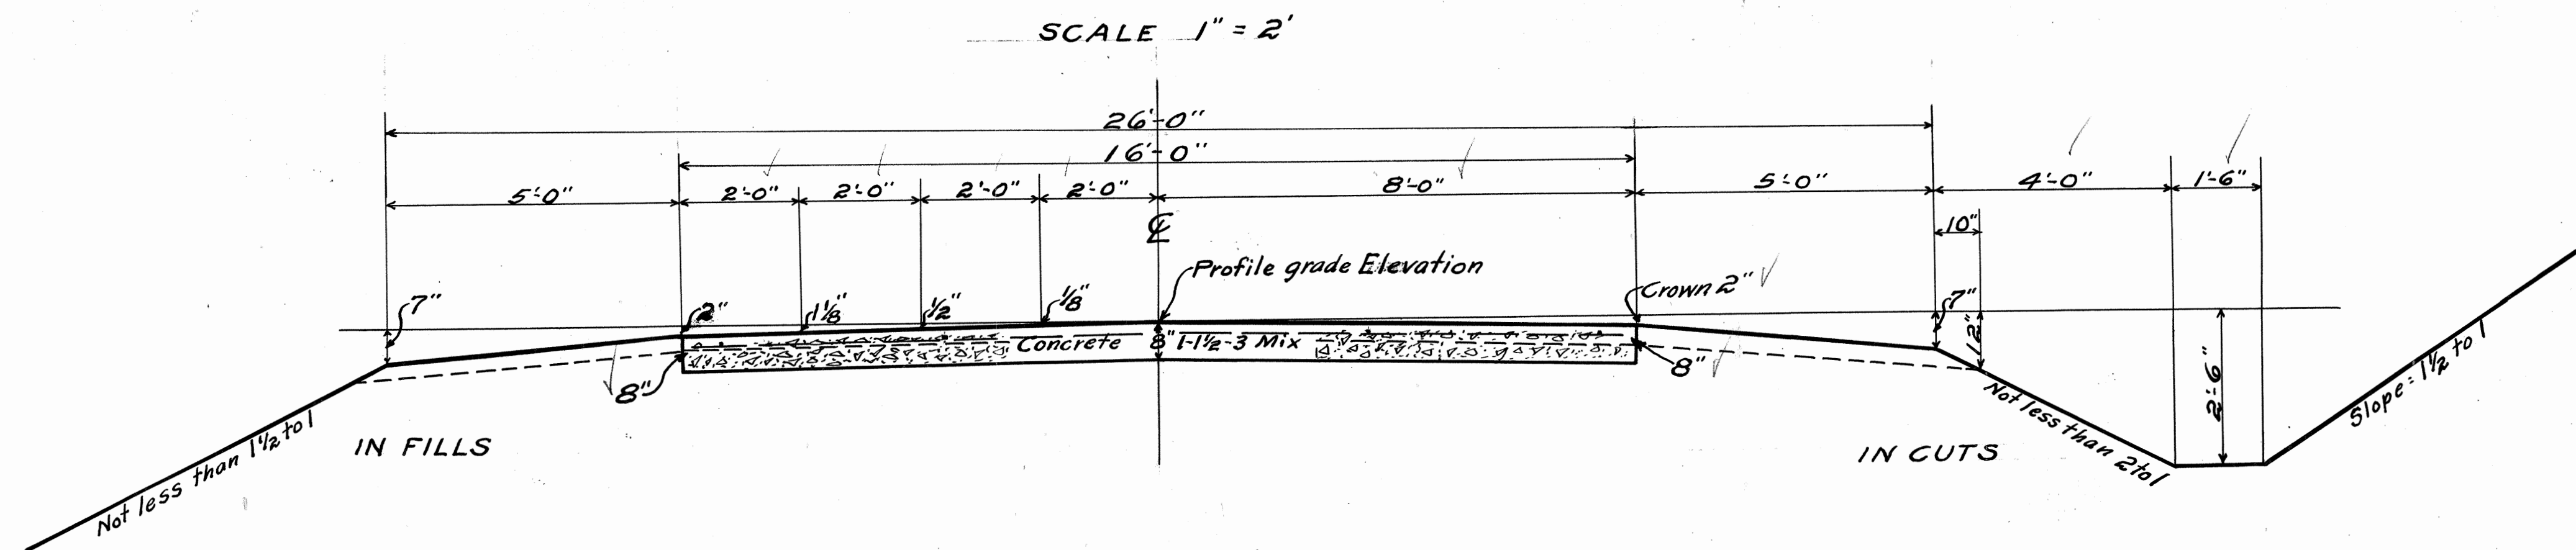 SCALE 1" = 2'
26'-0"
16'-0"
5'-0" 2'-0" 2'-0" 2'-0" 2'-0" 8'-0" 5'-0" 4'-0" 1'-6"
10"
℄
Profile grade Elevation
Crown 2"
7" 2" 1⅛" ½" ⅛" 7" 12"
Concrete 8" 1-1½-3 Mix
8" 8"
2'-6"
Not less than 1½ to 1
IN FILLS
IN CUTS
Not less than 2 to 1
Slope = 1½ to 1